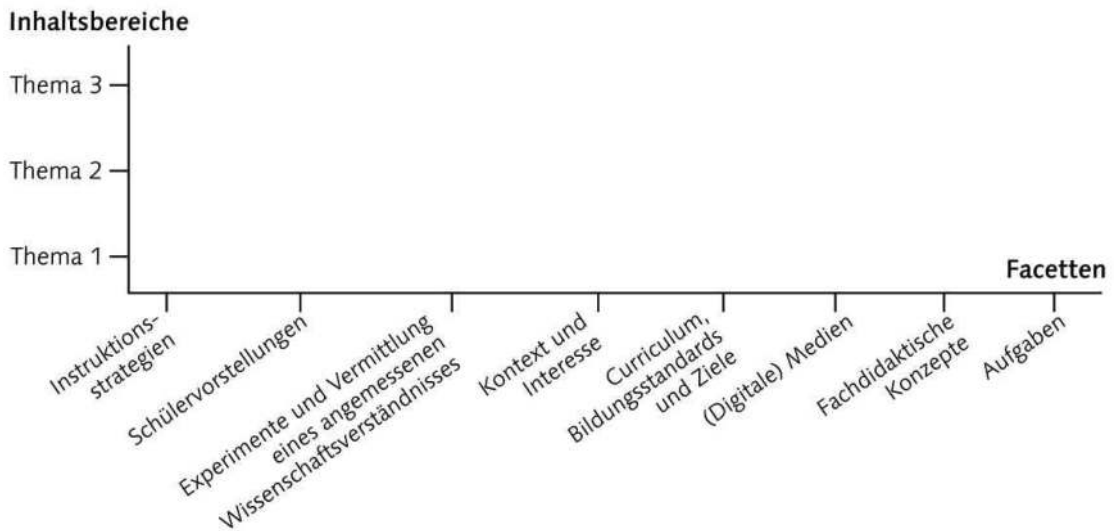 Inhaltsbereiche
Thema 3
Thema 2
Thema 1
Facetten
Instruktions-
strategien
Schülervorstellungen
Experimente und Vermittlung
eines angemessenen
Wissenschaftsverständnisses
Kontext und
Interesse
Curriculum,
Bildungsstandards
und Ziele
(Digitale) Medien
Fachdidaktische
Konzepte
Aufgaben